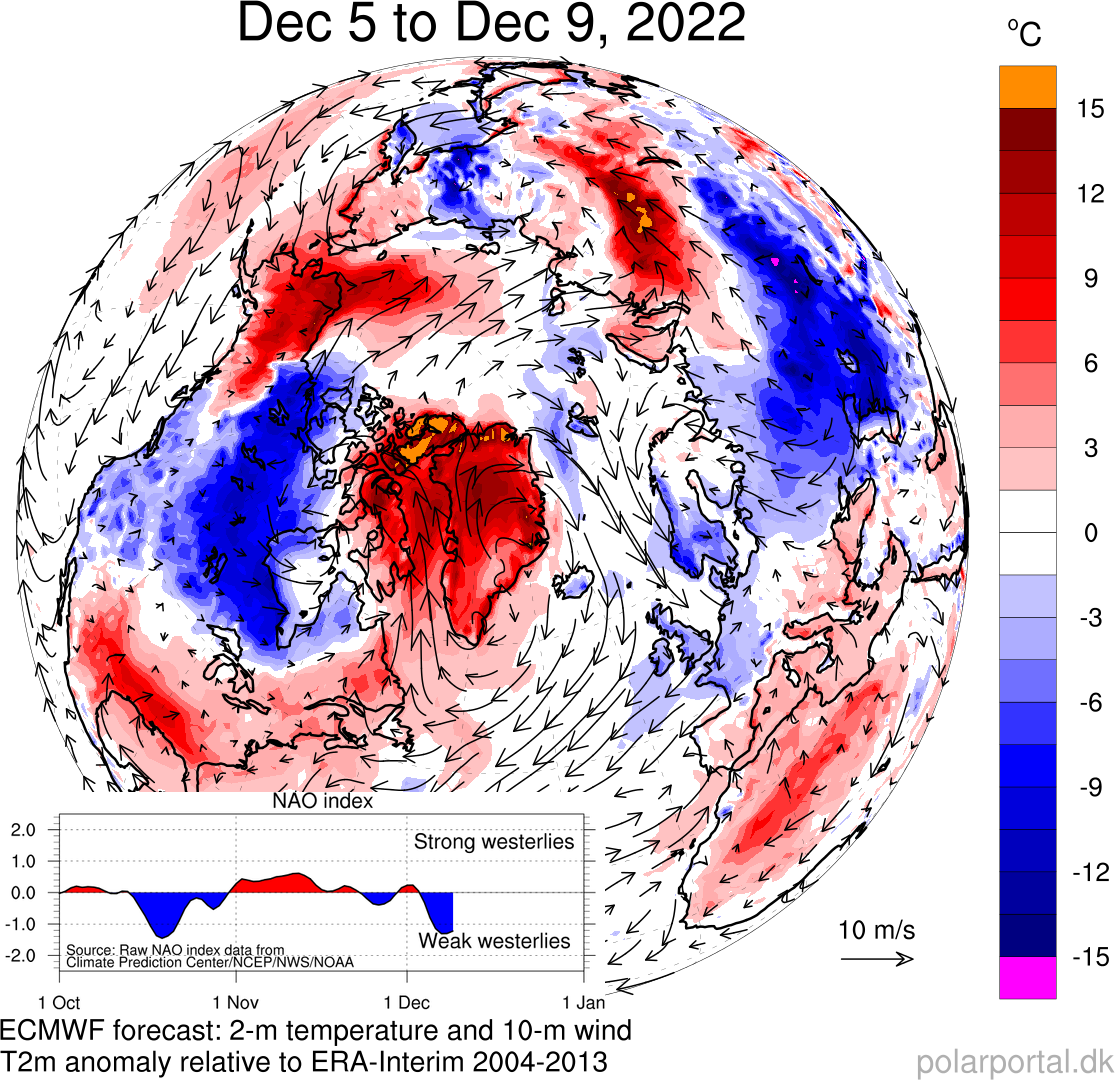 Dec 5 to Dec 9, 2022
°C
15
12
9
6
3
0
-3
-6
-9
-12
-15
NAO index
2.0
1.0
0.0
-1.0
-2.0
Strong westerlies
Weak westerlies
Source: Raw NAO index data from
Climate Prediction Center/NCEP/NWS/NOAA
1 Oct
1 Nov
1 Dec
1 Jan
10 m/s
ECMWF forecast: 2-m temperature and 10-m wind
T2m anomaly relative to ERA-Interim 2004-2013
polarportal.dk